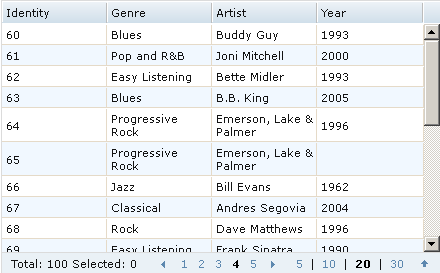 Identity Genre Artist Year
60 Blues Buddy Guy 1993
61 Pop and R&B Joni Mitchell 2000
62 Easy Listening Bette Midler 1993
63 Blues B.B. King 2005
64 Progressive Rock Emerson, Lake & Palmer 1996
65 Progressive Rock Emerson, Lake & Palmer
66 Jazz Bill Evans 1962
67 Classical Andres Segovia 2004
68 Rock Dave Matthews 1996
69 Easy Listening Frank Sinatra 1990
Total: 100 Selected: 0 1 2 3 4 5 5 | 10 | 20 | 30